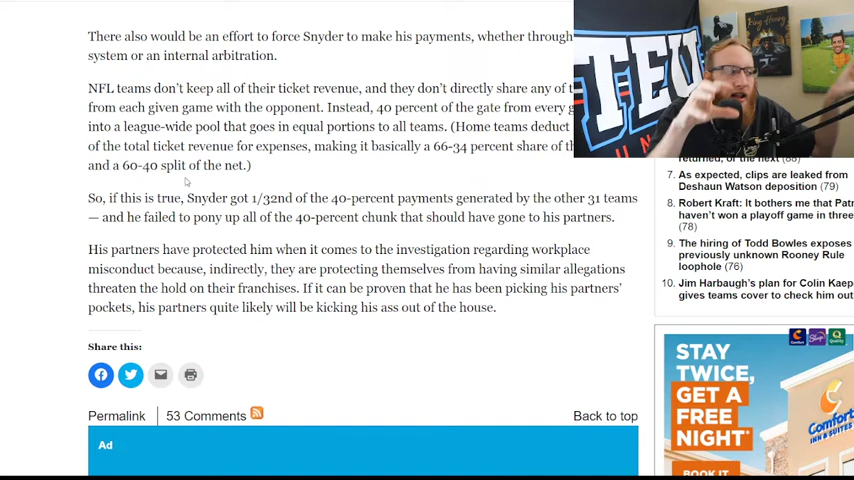 There also would be an effort to force Snyder to make his payments, whether through
system or an internal arbitration.
NFL teams don't keep all of their ticket revenue, and they don't directly share any of
from each given game with the opponent. Instead, 40 percent of the gate from every
into a league-wide pool that goes in equal portions to all teams. (Home teams deduct
of the total ticket revenue for expenses, making it basically a 66-34 percent share of
and a 60-40 split of the net.)
So, if this is true, Snyder got 1/32nd of the 40-percent payments generated by the other 31 teams
— and he failed to pony up all of the 40-percent chunk that should have gone to his partners.
His partners have protected him when it comes to the investigation regarding workplace
misconduct because, indirectly, they are protecting themselves from having similar allegations
threaten the hold on their franchises. If it can be proven that he has been picking his partners'
pockets, his partners quite likely will be kicking his ass out of the house.
Share this:
Permalink
53 Comments
Back to top
Ad
TEU
returned, or the next (88)
7. As expected, clips are leaked from
Deshaun Watson deposition (79)
8. Robert Kraft: It bothers me that
haven't won a playoff game in three
(78)
9. The hiring of Todd Bowles exposes
previously unknown Rooney Rule
loophole (76)
10. Jim Harbaugh's plan for Colin
gives teams cover to check him out
STAY
TWICE,
GET A
FREE
NIGHT
BOOK IT
Comfort
INN & SUITES